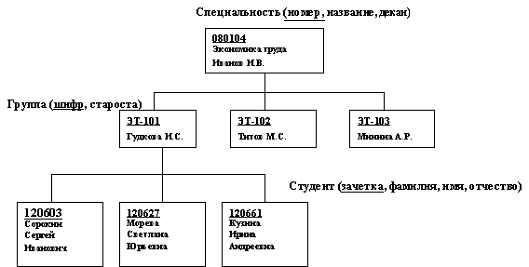 Специальность (номер, название, декан)
080104
Экономика труда
Иванов И.В.
Группа (шифр, староста)
ЭТ-101
Гудкова И.С.
ЭТ-102
Титов М.С.
ЭТ-103
Минина А.Р.
Студент (зачетка, фамилия, имя, отчество)
120603
Сорокин
Сергей
Иванович
120627
Морева
Светлана
Юрьевна
120661
Кухина
Ирина
Андреевна